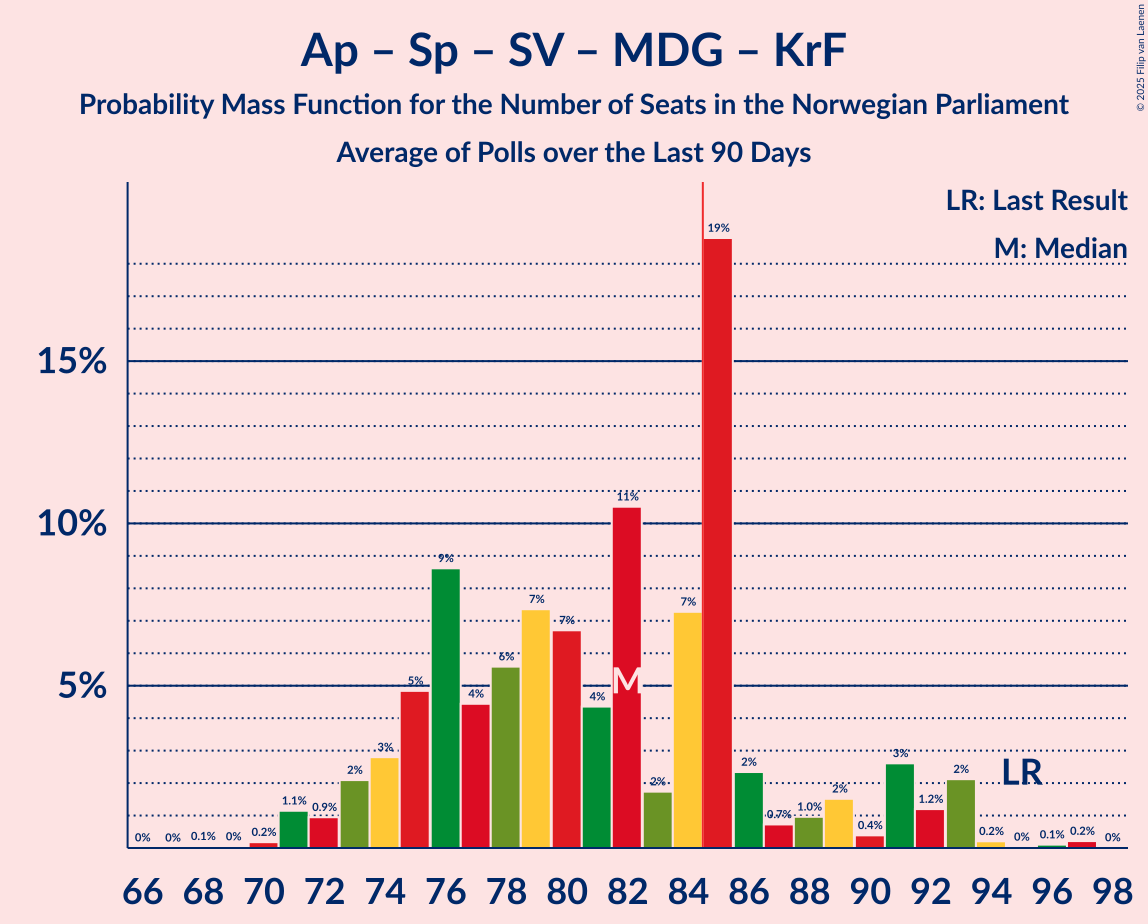 Ap – Sp – SV – MDG – KrF
Probability Mass Function for the Number of Seats in the Norwegian Parliament
Average of Polls over the Last 90 Days
© 2025 Filip van Laenen
LR: Last Result
M: Median
15%
10%
5%
0% 0% 0.1% 0% 0.2% 1.1% 0.9% 2% 3% 5% 9% 4% 6% 7% 7% 4% 11% 2% 7% 19% 2% 0.7% 1.0% 2% 0.4% 3% 1.2% 2% 0.2% 0% 0.1% 0.2% 0%
M
LR
66 68 70 72 74 76 78 80 82 84 86 88 90 92 94 96 98